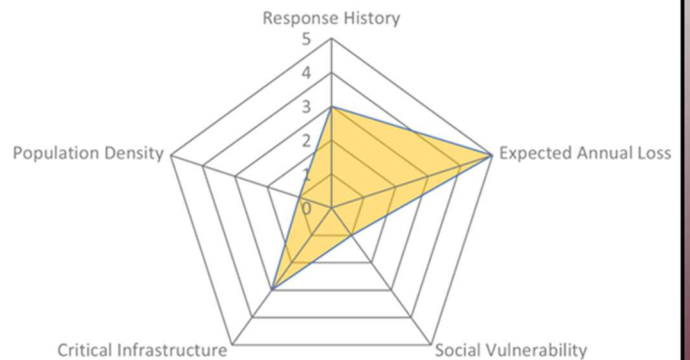 Response History
5
4
3
2
1
0
Population Density
Expected Annual Loss
Critical Infrastructure
Social Vulnerability